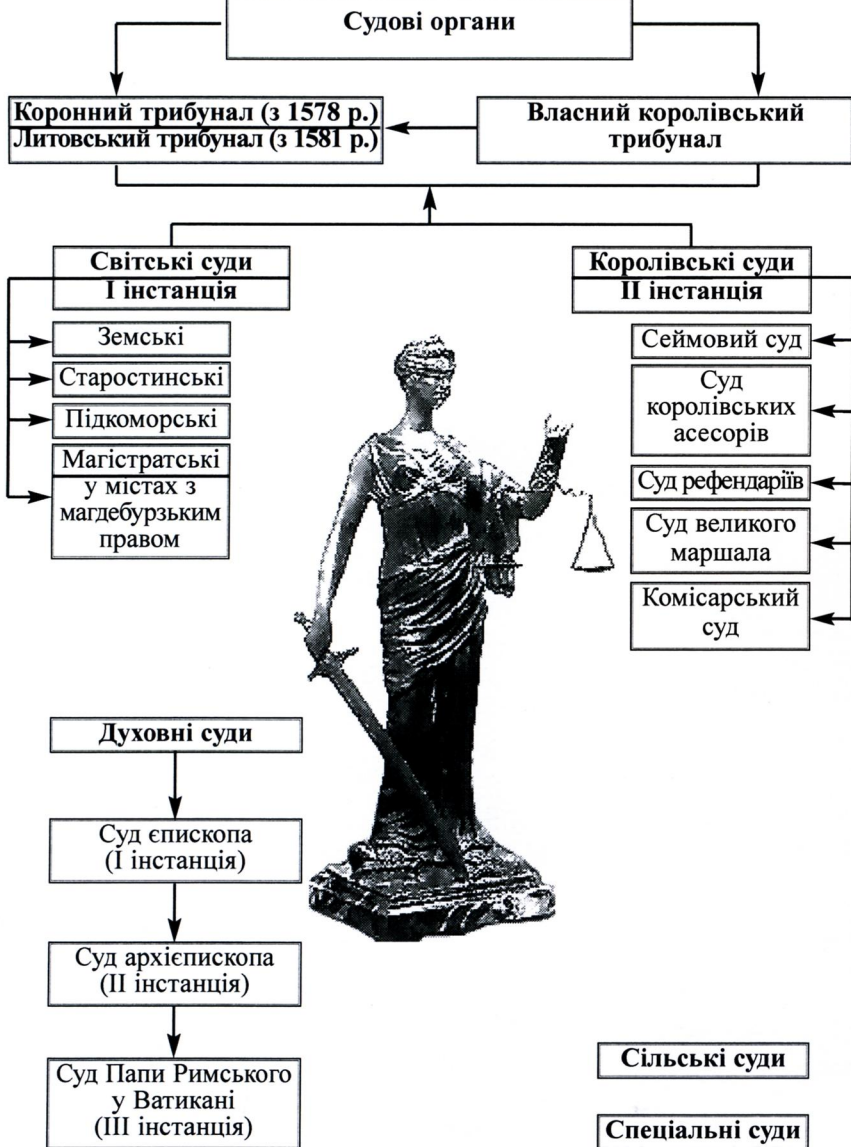 Судові органи
Коронний трибунал (з 1578 р.)
Литовський трибунал (з 1581 р.)
Власний королівський
трибунал
Світські суди
І інстанція
Земські
Старостинські
Підкоморські
Магістратські
у містах з
магдебурзьким
правом
Королівські суди
ІІ інстанція
Сеймовий суд
Суд
королівських
асесорів
Суд рефендаріїв
Суд великого
маршала
Комісарський
суд
Духовні суди
Суд єпископа
(І інстанція)
Суд архієпископа
(ІІ інстанція)
Суд Папи Римського
у Ватикані
(ІІІ інстанція)
Сільські суди
Спеціальні суди